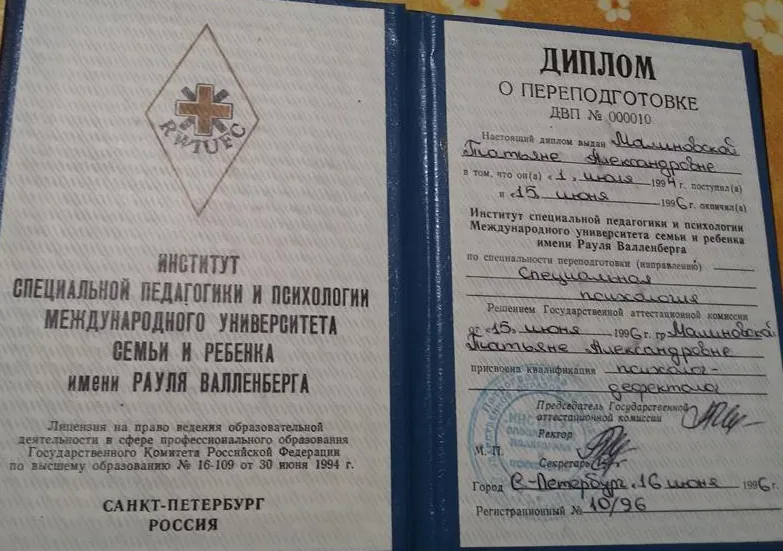 RWIUFC
ИНСТИТУТ
СПЕЦИАЛЬНОЙ ПЕДАГОГИКИ И ПСИХОЛОГИИ
МЕЖДУНАРОДНОГО УНИВЕРСИТЕТА
СЕМЬИ И РЕБЕНКА
имени РАУЛЯ ВАЛЛЕНБЕРГА
Лицензия на право ведения образовательной
деятельности в сфере профессионального образования
Государственного Комитета Российской Федерации
по высшему образованию № 16-109 от 30 июня 1994 г.
САНКТ-ПЕТЕРБУРГ
РОССИЯ
ДИПЛОМ
О ПЕРЕПОДГОТОВКЕ
ДВП № 000010
Настоящий диплом выдан Малиновской
Татьяне Александровне
в том, что он(а) «1» июля 1994 г. поступил(а)
и «15» июня 1996 г. окончил(а)
Институт специальной педагогики и психологии
Международного университета семьи и ребенка
имени Рауля Валленберга
по специальности переподготовки (направлению)
Специальная
психология
Решением Государственной аттестационной комиссии
от «15» июня 1996 г. гр. Малиновской
Татьяне Александровне
присвоена квалификация психолог-
дефектолог
Председатель Государственной
аттестационной комиссии
Ректор
М. П.
Секретарь
Город С-Петербург, 16 июня 1996 г.
Регистрационный № 10/96